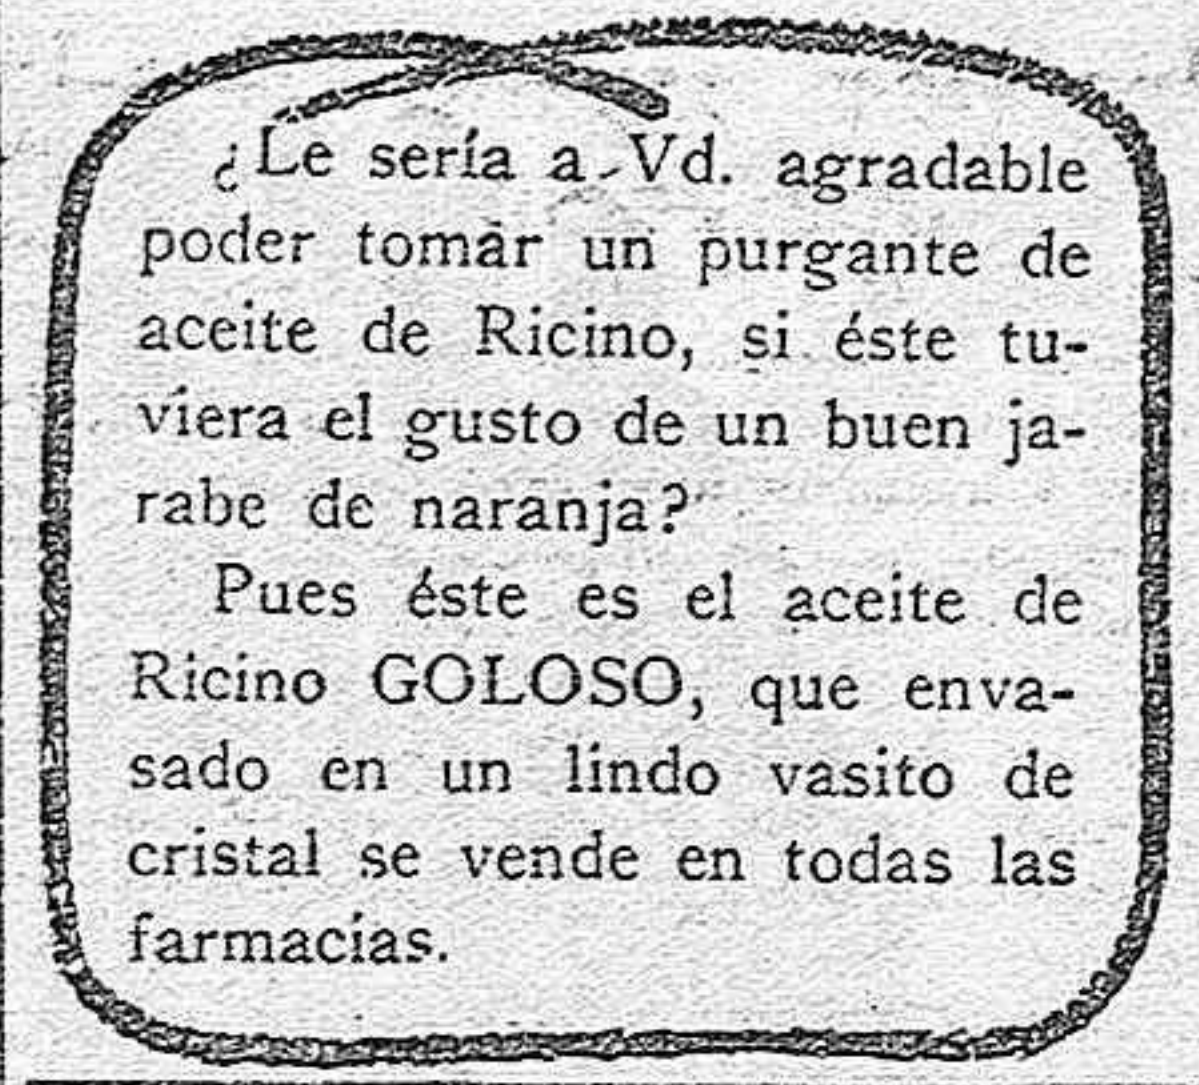 ¿Le sería a Vd. agradable
poder tomar un purgante de
aceite de Ricino, si éste tu-
viera el gusto de un buen ja-
rabe de naranja?
Pues éste es el aceite de
Ricino GOLOSO, que enva-
sado en un lindo vasito de
cristal se vende en todas las
farmacias.